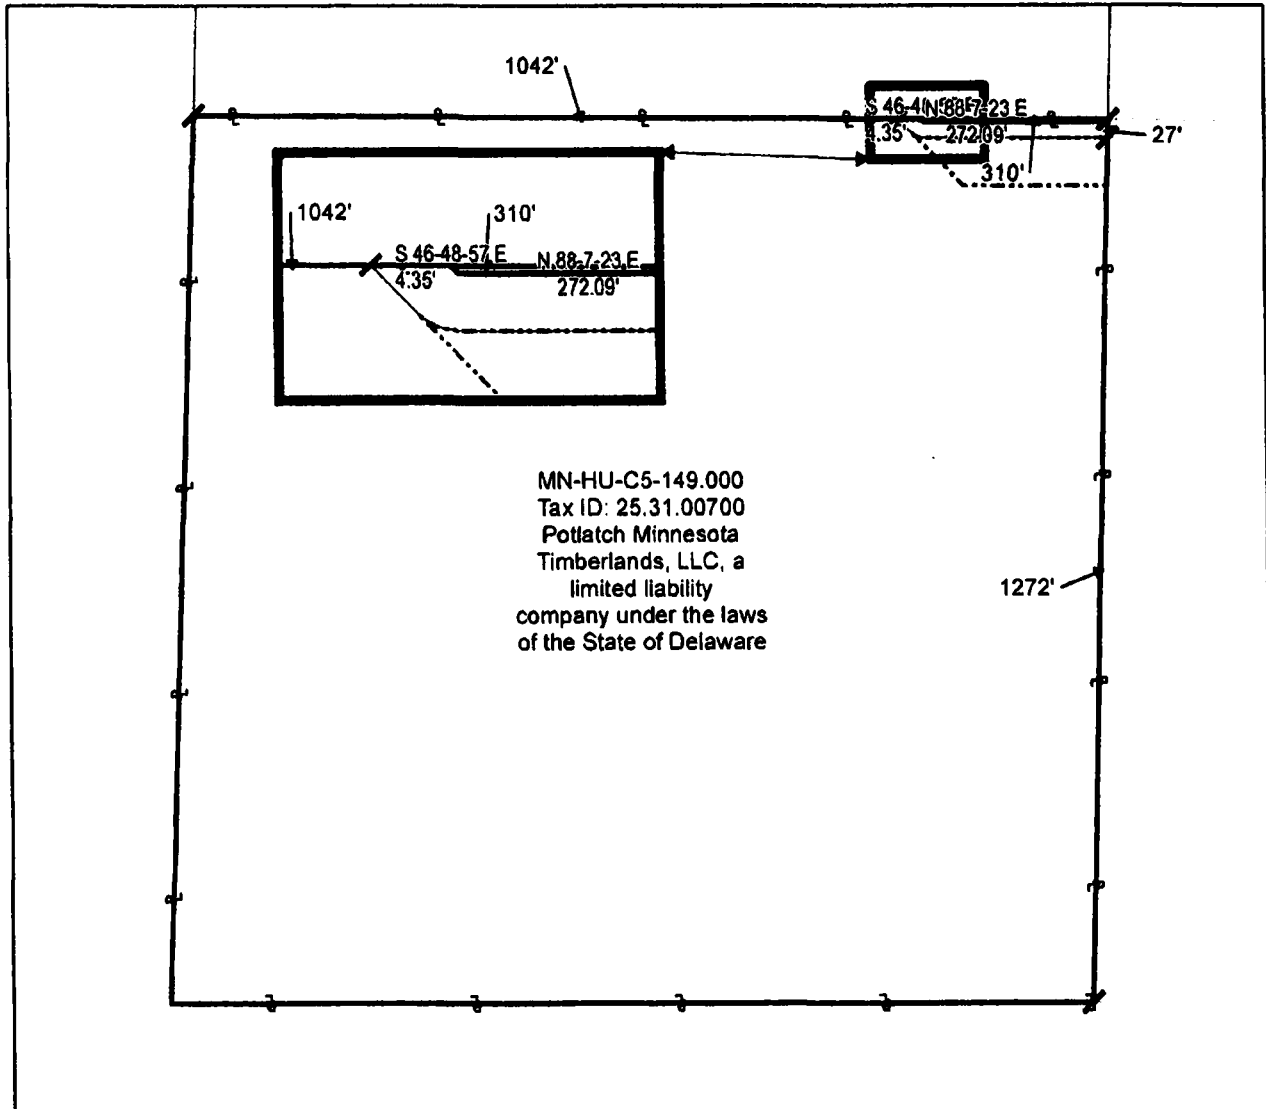 1042'
S 46-4
N 88-7-23 E
4.35'
272.09'
27'
310'
1042'
310'
S 46-48-57 E
N 88-7-23 E
4.35'
272.09'
MN-HU-C5-149.000
Tax ID: 25.31.00700
Potlatch Minnesota
Timberlands, LLC, a
limited liability
company under the laws
of the State of Delaware
1272'